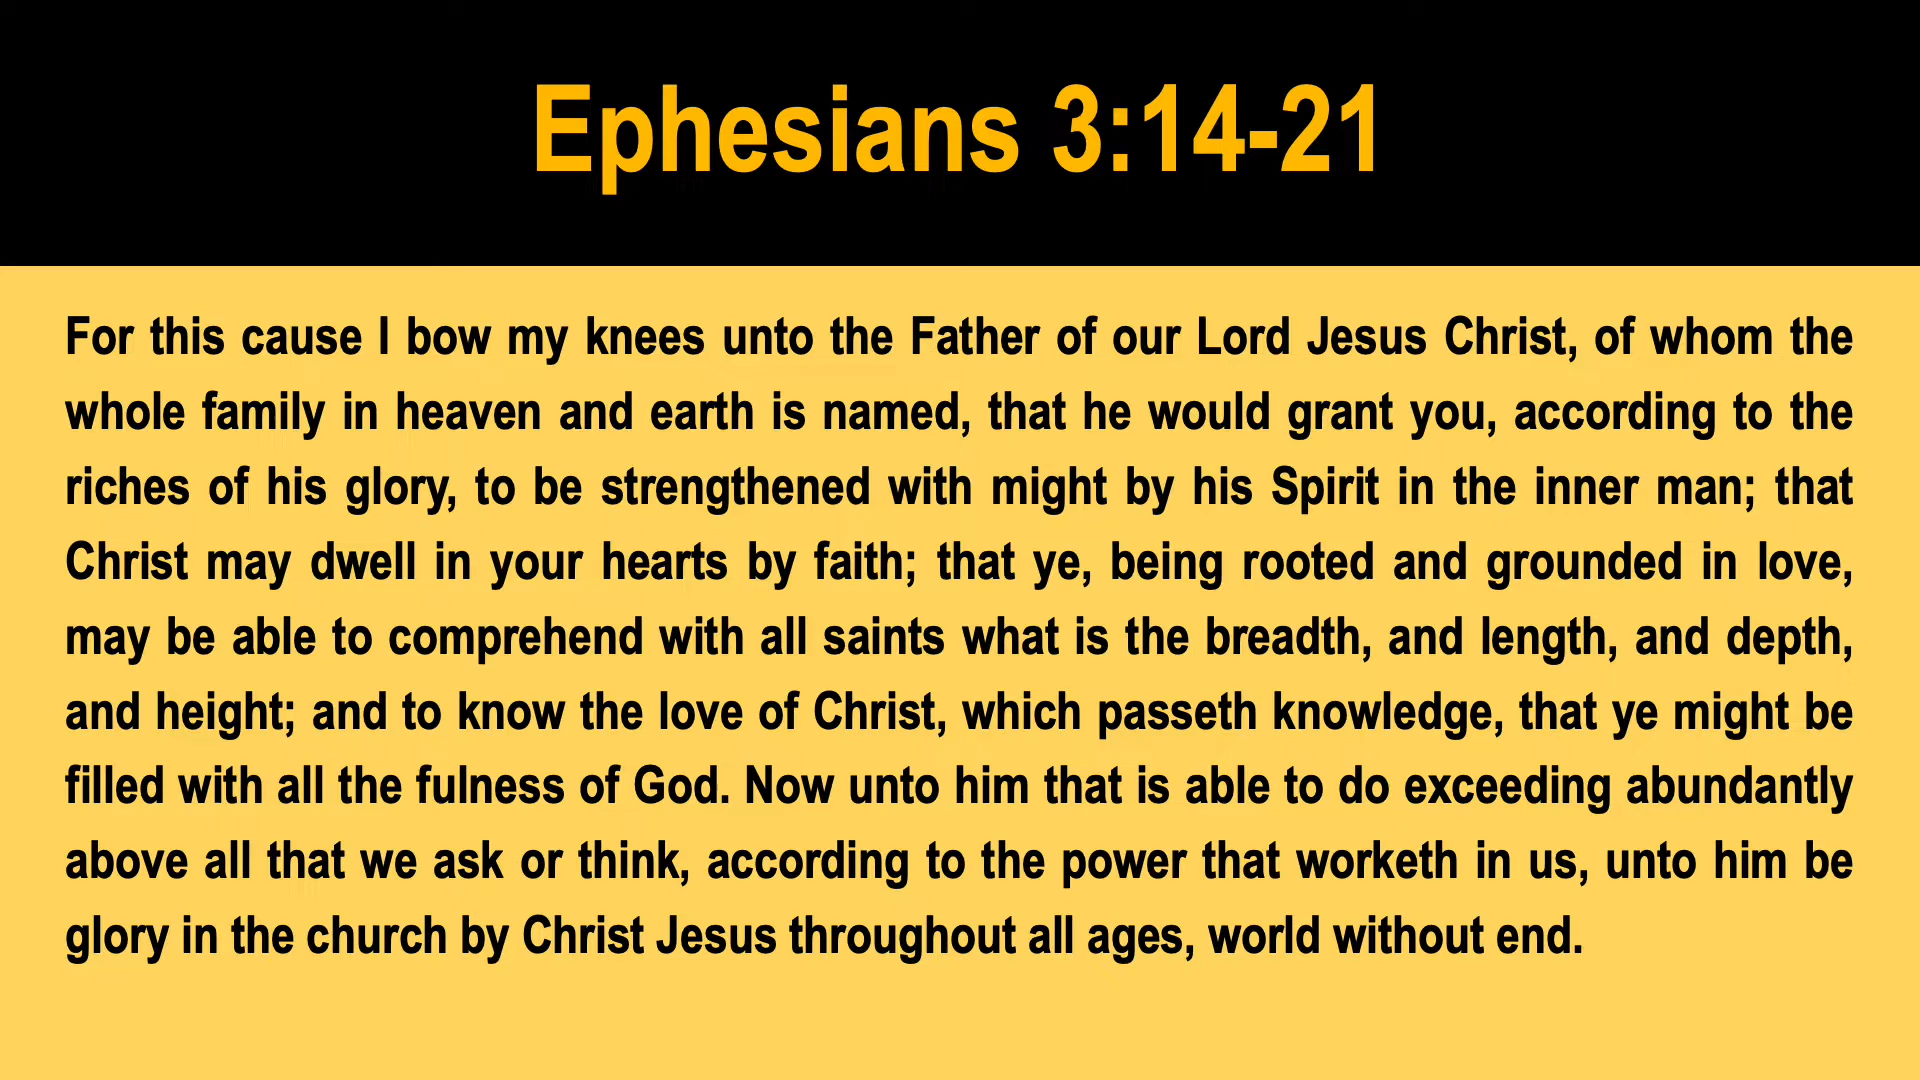 Ephesians 3:14-21
For this cause I bow my knees unto the Father of our Lord Jesus Christ, of whom the
whole family in heaven and earth is named, that he would grant you, according to the
riches of his glory, to be strengthened with might by his Spirit in the inner man; that
Christ may dwell in your hearts by faith; that ye, being rooted and grounded in love,
may be able to comprehend with all saints what is the breadth, and length, and depth,
and height; and to know the love of Christ, which passeth knowledge, that ye might be
filled with all the fulness of God. Now unto him that is able to do exceeding abundantly
above all that we ask or think, according to the power that worketh in us, unto him be
glory in the church by Christ Jesus throughout all ages, world without end.